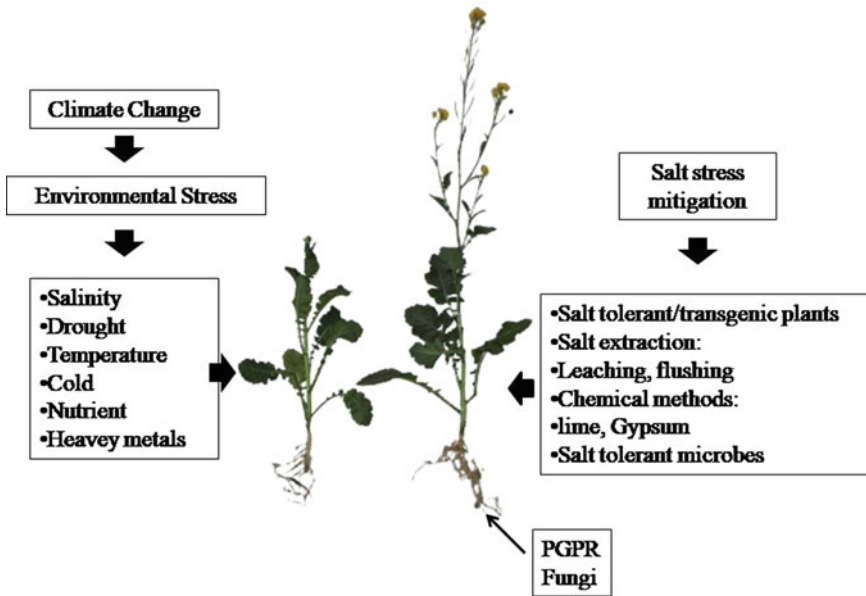 Climate Change
Environmental Stress
•Salinity
•Drought
•Temperature
•Cold
•Nutrient
•Heavey metals
Salt stress
mitigation
•Salt tolerant/transgenic plants
•Salt extraction:
•Leaching, flushing
•Chemical methods:
•lime, Gypsum
•Salt tolerant microbes
PGPR
Fungi